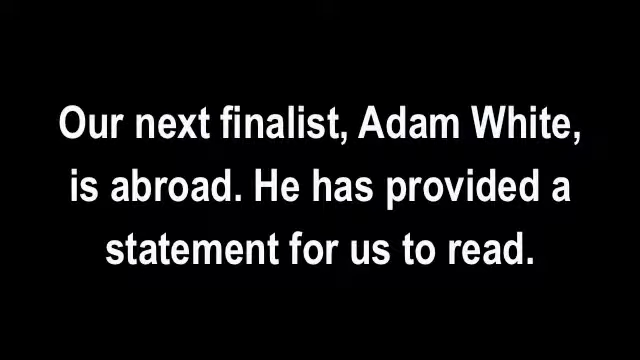 Our next finalist, Adam White,
is abroad. He has provided a
statement for us to read.